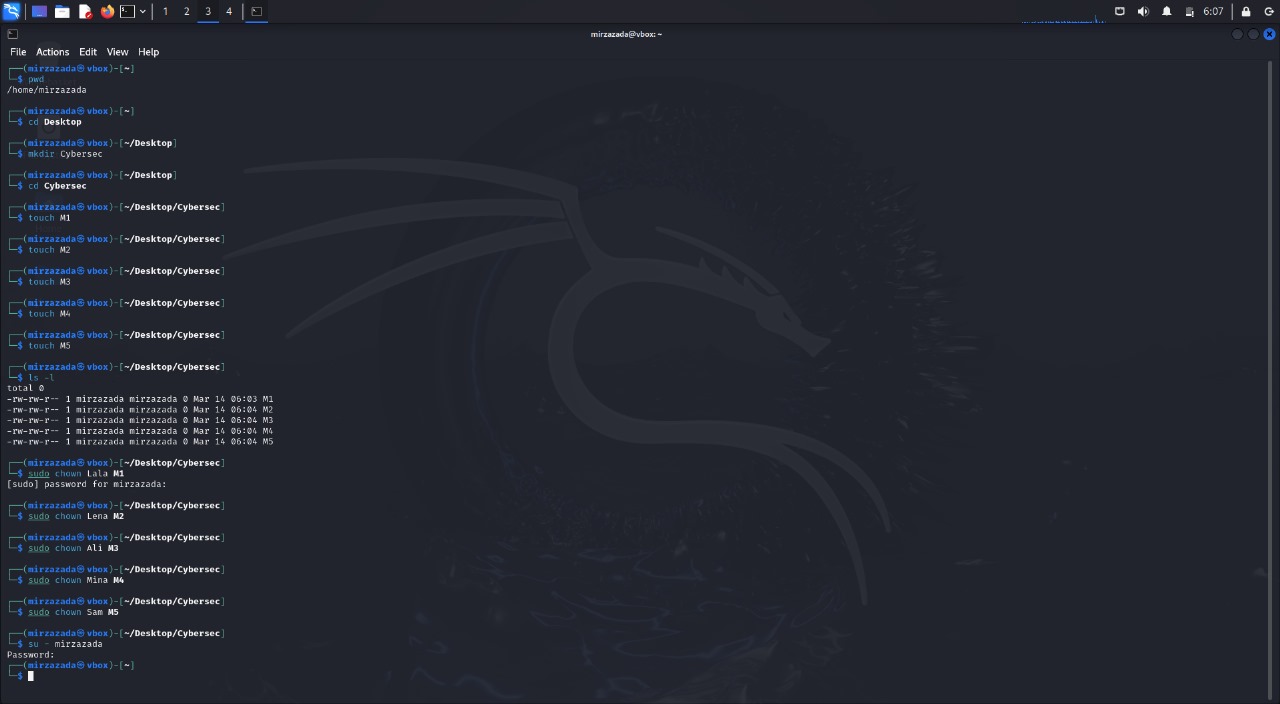 1 2 3 4 6:07
mirzazada@vbox: ~
File Actions Edit View Help
┌──(mirzazada㉿vbox)-[~]
└─$ pwd
/home/mirzazada
┌──(mirzazada㉿vbox)-[~]
└─$ cd Desktop
┌──(mirzazada㉿vbox)-[~/Desktop]
└─$ mkdir Cybersec
┌──(mirzazada㉿vbox)-[~/Desktop]
└─$ cd Cybersec
┌──(mirzazada㉿vbox)-[~/Desktop/Cybersec]
└─$ touch M1
┌──(mirzazada㉿vbox)-[~/Desktop/Cybersec]
└─$ touch M2
┌──(mirzazada㉿vbox)-[~/Desktop/Cybersec]
└─$ touch M3
┌──(mirzazada㉿vbox)-[~/Desktop/Cybersec]
└─$ touch M4
┌──(mirzazada㉿vbox)-[~/Desktop/Cybersec]
└─$ touch M5
┌──(mirzazada㉿vbox)-[~/Desktop/Cybersec]
└─$ ls -l
total 0
-rw-rw-r-- 1 mirzazada mirzazada 0 Mar 14 06:03 M1
-rw-rw-r-- 1 mirzazada mirzazada 0 Mar 14 06:04 M2
-rw-rw-r-- 1 mirzazada mirzazada 0 Mar 14 06:04 M3
-rw-rw-r-- 1 mirzazada mirzazada 0 Mar 14 06:04 M4
-rw-rw-r-- 1 mirzazada mirzazada 0 Mar 14 06:04 M5
┌──(mirzazada㉿vbox)-[~/Desktop/Cybersec]
└─$ sudo chown Lala M1
[sudo] password for mirzazada:
┌──(mirzazada㉿vbox)-[~/Desktop/Cybersec]
└─$ sudo chown Lena M2
┌──(mirzazada㉿vbox)-[~/Desktop/Cybersec]
└─$ sudo chown Ali M3
┌──(mirzazada㉿vbox)-[~/Desktop/Cybersec]
└─$ sudo chown Mina M4
┌──(mirzazada㉿vbox)-[~/Desktop/Cybersec]
└─$ sudo chown Sam M5
┌──(mirzazada㉿vbox)-[~/Desktop/Cybersec]
└─$ su - mirzazada
Password:
┌──(mirzazada㉿vbox)-[~]
└─$